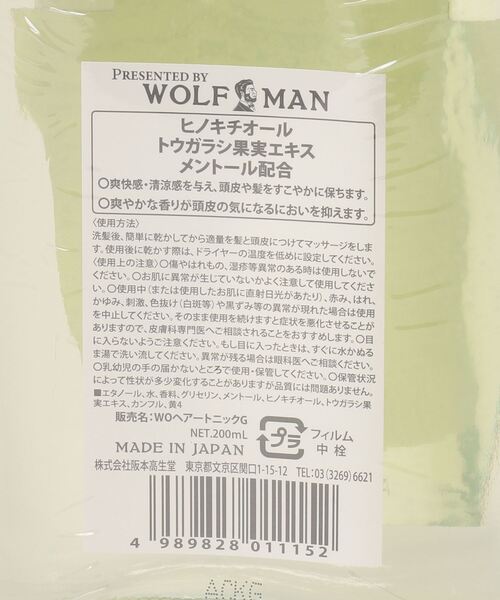 PRESENTED BY
WOLF MAN
ヒノキチオール
トウガラシ果実エキス
メントール配合
○爽快感・清涼感を与え、頭皮や髪をすこやかに保ちます。
○爽やかな香りが頭皮の気になるにおいを抑えます。
〈使用方法〉
洗髪後、簡単に乾かしてから適量を髪と頭皮につけてマッサージをしま
す。使用後に乾かす際は、ドライヤーの温度を低めに設定してください。
〈使用上の注意〉○傷やはれもの、湿疹等異常のある時は使用しないで
ください。○お肌に異常が生じていないかよく注意して使用してくださ
い。○使用中（または使用したお肌に直射日光があたり）、赤み、はれ、
かゆみ、刺激、色抜け（白斑等）や黒ずみ等の異常が現れた場合は使用
を中止してください。そのまま使用を続けますと症状を悪化させることが
ありますので、皮膚科専門医へご相談されることをおすすめします。○目
に入らないようご注意ください。もし目に入ったときは、すぐに水かぬる
ま湯で洗い流してください。異常が残る場合は眼科医へご相談ください。
○乳幼児の手の届かないところで使用・保管してください。○保管状況
によって性状が多少変化することがありますが品質には問題ありません。
■エタノール、水、香料、グリセリン、メントール、ヒノキチオール、トウガラシ果
実エキス、カンフル、黄4
販売名：WOヘアートニックG
NET.200mL
プラ
フィルム
中栓
MADE IN JAPAN
株式会社阪本高生堂 東京都文京区関口1-15-12 TEL:03(3269)6621
4 989828 011152
ACKG